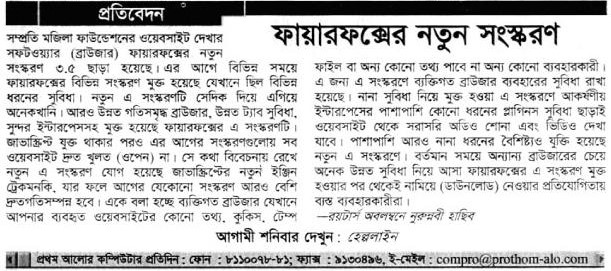 প্রতিবেদন
ফায়ারফক্সের নতুন সংস্করণ
সম্প্রতি মজিলা ফাউন্ডেশনের ওয়েবসাইট দেখার
সফটওয়্যার (ব্রাউজার) ফায়ারফক্সের নতুন
সংস্করণ ৩.৫ ছাড়া হয়েছে। এর আগে বিভিন্ন সময়ে
ফায়ারফক্সের বিভিন্ন সংস্করণ মুক্ত হয়েছে যেখানে ছিল বিভিন্ন
ধরনের সুবিধা। নতুন এ সংস্করণটি সেদিক দিয়ে এগিয়ে
অনেকখানি। আরও উন্নত গতিসমৃদ্ধ ব্রাউজার, উন্নত ট্যাব সুবিধা,
সুন্দর ইন্টারপেসসহ মুক্ত হয়েছে ফায়ারফক্সের এ সংস্করণটি।
জাভাস্ক্রিপ্ট যুক্ত থাকার পরও এর আগের সংস্করণগুলোয় সব
ওয়েবসাইট দ্রুত খুলত (ওপেন) না। সে কথা বিবেচনায় রেখে
নতুন এ সংস্করণে যোগ হয়েছে জাভাস্ক্রিপ্টের নতুন ইঞ্জিন
ট্রেকমনকি, যার ফলে আগের যেকোনো সংস্করণ আরও বেশি
দ্রুতগতিসম্পন্ন হবে। একে বলা হচ্ছে ব্যক্তিগত ব্রাউজার যেখানে
আপনার ব্যবহৃত ওয়েবসাইটের কোনো তথ্য, কুকিস, টেম্প
ফাইল বা অন্য কোনো তথ্য পাবে না অন্য কোনো ব্যবহারকারী।
এ জন্য এ সংস্করণে ব্যক্তিগত ব্রাউজার ব্যবহারের সুবিধা রাখা
হয়েছে। নানা সুবিধা নিয়ে মুক্ত হওয়া এ সংস্করণে আকর্ষণীয়
ইন্টারপেসের পাশাপাশি কোনো ধরনের প্লাগিনস সুবিধা ছাড়াই
ওয়েবসাইট থেকে সরাসরি অডিও শোনা এবং ভিডিও দেখা
যাবে। পাশাপাশি আরও নানা ধরনের বৈশিষ্ট্যও যুক্তি হয়েছে
নতুন এ সংস্করণে। বর্তমান সময়ে অন্যান্য ব্রাউজারের চেয়ে
অনেক উন্নত সুবিধা নিয়ে আসা ফায়ারফক্সের এ সংস্করণ মুক্ত
হওয়ার পর থেকেই নামিয়ে (ডাউনলোড) নেওয়ার প্রতিযোগিতায়
ব্যস্ত ব্যবহারকারীরা।
—রয়টার্স অবলম্বনে নুরুন্নবী হাছিব
আগামী শনিবার দেখুন: হেল্পলাইন
প্রথম আলোর কম্পিউটার প্রতিদিন : ফোন : ৮১১০০৭৮-৮১; ফ্যাক্স : ৯১৩০৪৯৬, ই-মেইল : compro@prothom-alo.com